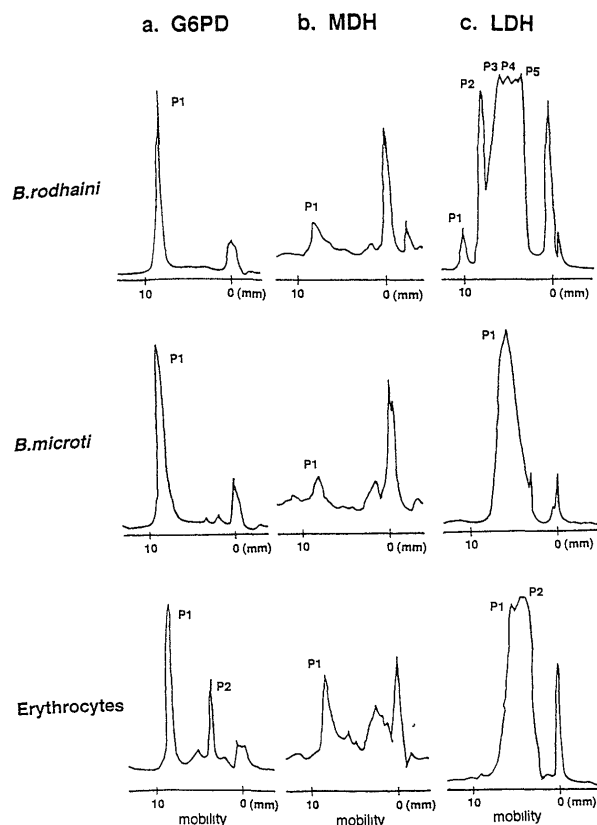 a. G6PD b. MDH c. LDH
P1
P1
P1 P2 P3 P4 P5
B.rodhaini
10 0 (mm)
10 0 (mm)
10 0 (mm)
P1
P1
P1
B.microti
10 0 (mm)
10 0 (mm)
10 0 (mm)
P1 P2
P1
P1 P2
Erythrocytes
10 0 (mm)
10 0 (mm)
10 0 (mm)
mobility mobility mobility